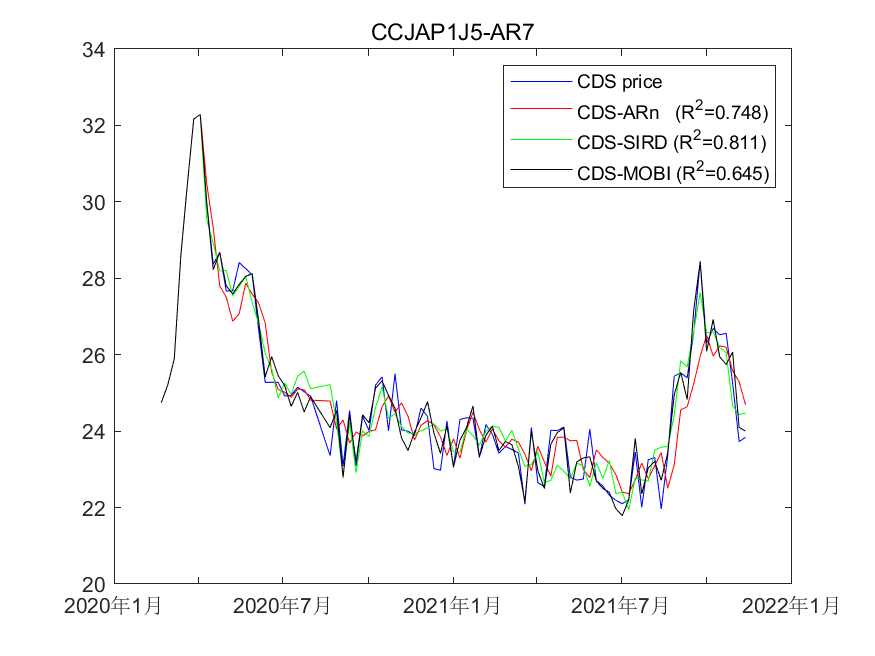 CCJAP1J5-AR7
34
32
30
28
26
24
22
20
CDS price
CDS-ARn (R²=0.748)
CDS-SIRD (R²=0.811)
CDS-MOBI (R²=0.645)
2020年1月 2020年7月 2021年1月 2021年7月 2022年1月